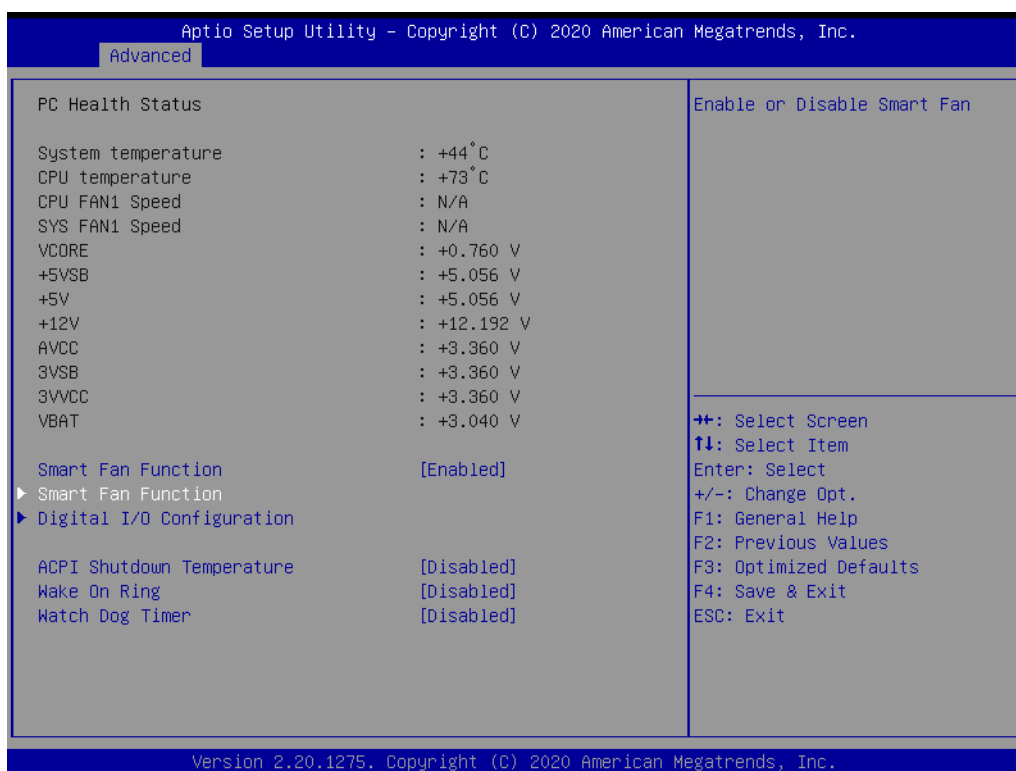 Aptio Setup Utility – Copyright (C) 2020 American Megatrends, Inc.
Advanced
PC Health Status
System temperature : +44°C
CPU temperature : +73°C
CPU FAN1 Speed : N/A
SYS FAN1 Speed : N/A
VCORE : +0.760 V
+5VSB : +5.056 V
+5V : +5.056 V
+12V : +12.192 V
AVCC : +3.360 V
3VSB : +3.360 V
3VVCC : +3.360 V
VBAT : +3.040 V
Smart Fan Function [Enabled]
▶ Smart Fan Function
▶ Digital I/O Configuration
ACPI Shutdown Temperature [Disabled]
Wake On Ring [Disabled]
Watch Dog Timer [Disabled]
Enable or Disable Smart Fan
→←: Select Screen
↑↓: Select Item
Enter: Select
+/-: Change Opt.
F1: General Help
F2: Previous Values
F3: Optimized Defaults
F4: Save & Exit
ESC: Exit
Version 2.20.1275. Copyright (C) 2020 American Megatrends, Inc.